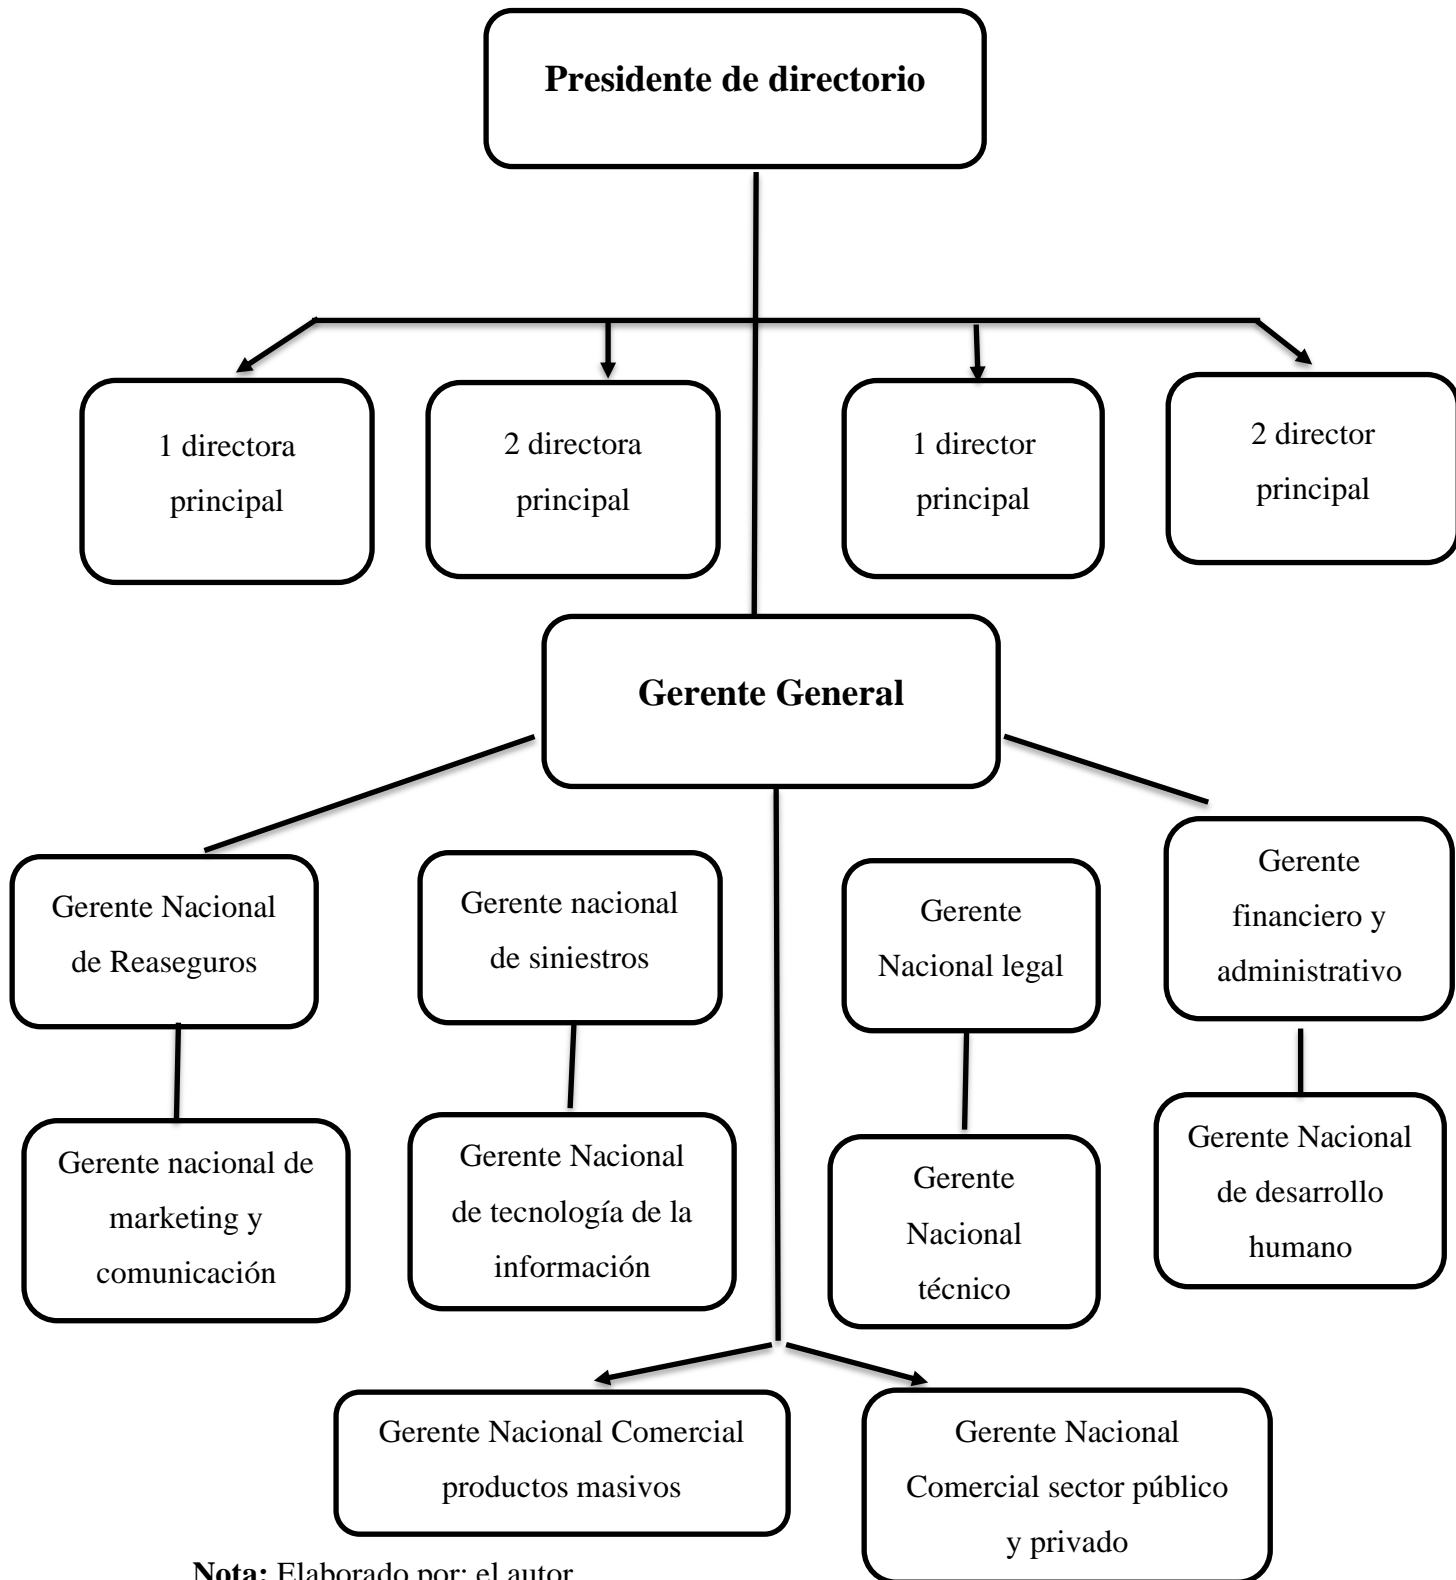 Presidente de directorio
1 directora
principal
2 directora
principal
1 director
principal
2 director
principal
Gerente General
Gerente Nacional
de Reaseguros
Gerente nacional
de siniestros
Gerente
Nacional legal
Gerente
financiero y
administrativo
Gerente nacional de
marketing y
comunicación
Gerente Nacional
de tecnología de la
información
Gerente
Nacional
técnico
Gerente Nacional
de desarrollo
humano
Gerente Nacional Comercial
productos masivos
Gerente Nacional
Comercial sector público
y privado
Nota: Elaborado por: el autor